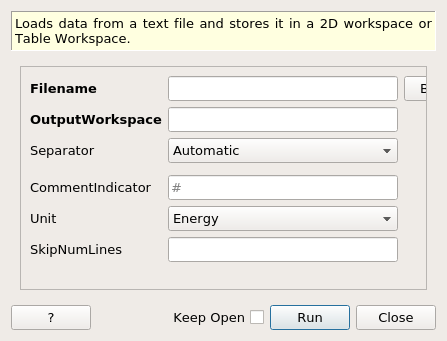 Loads data from a text file and stores it in a 2D workspace or
Table Workspace.
Filename
OutputWorkspace
Separator Automatic
CommentIndicator #
Unit Energy
SkipNumLines
? Keep Open Run Close